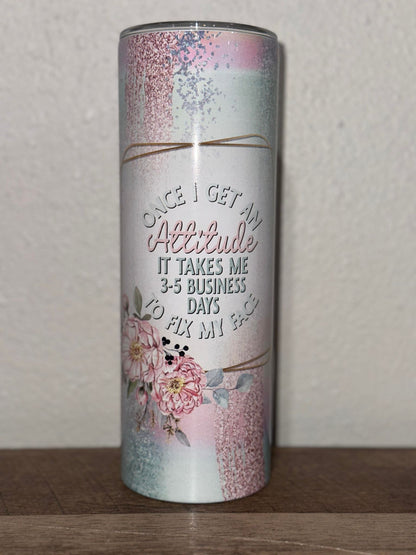 ONCE I GET AN
Attitude
IT TAKES ME
3-5 BUSINESS
DAYS
TO FIX MY FACE